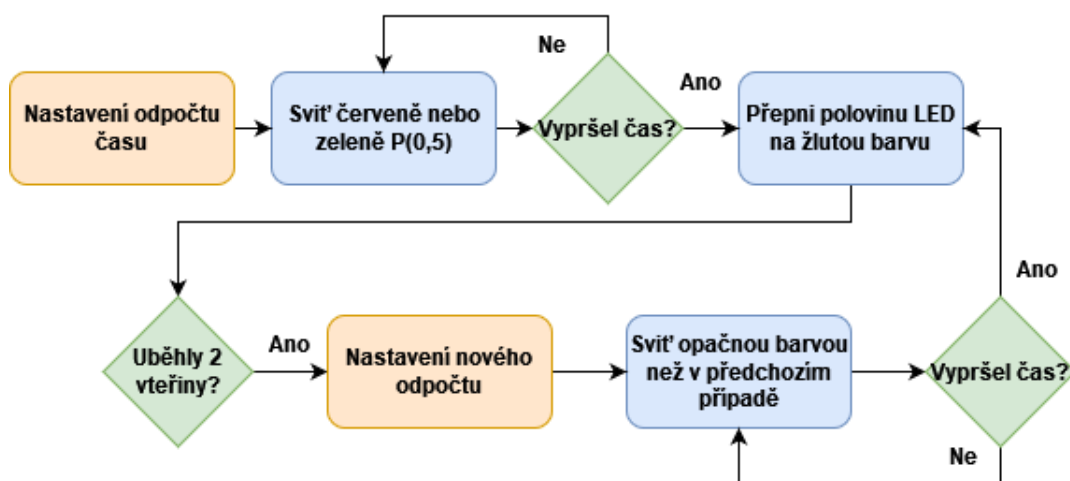 Ne
Nastavení odpočtu
času
Sviť červeně nebo
zeleně P(0,5)
Vypršel čas?
Ano
Přepni polovinu LED
na žlutou barvu
Uběhly 2
vteřiny?
Ano
Nastavení nového
odpočtu
Sviť opačnou barvou
než v předchozím
případě
Vypršel čas?
Ano
Ne